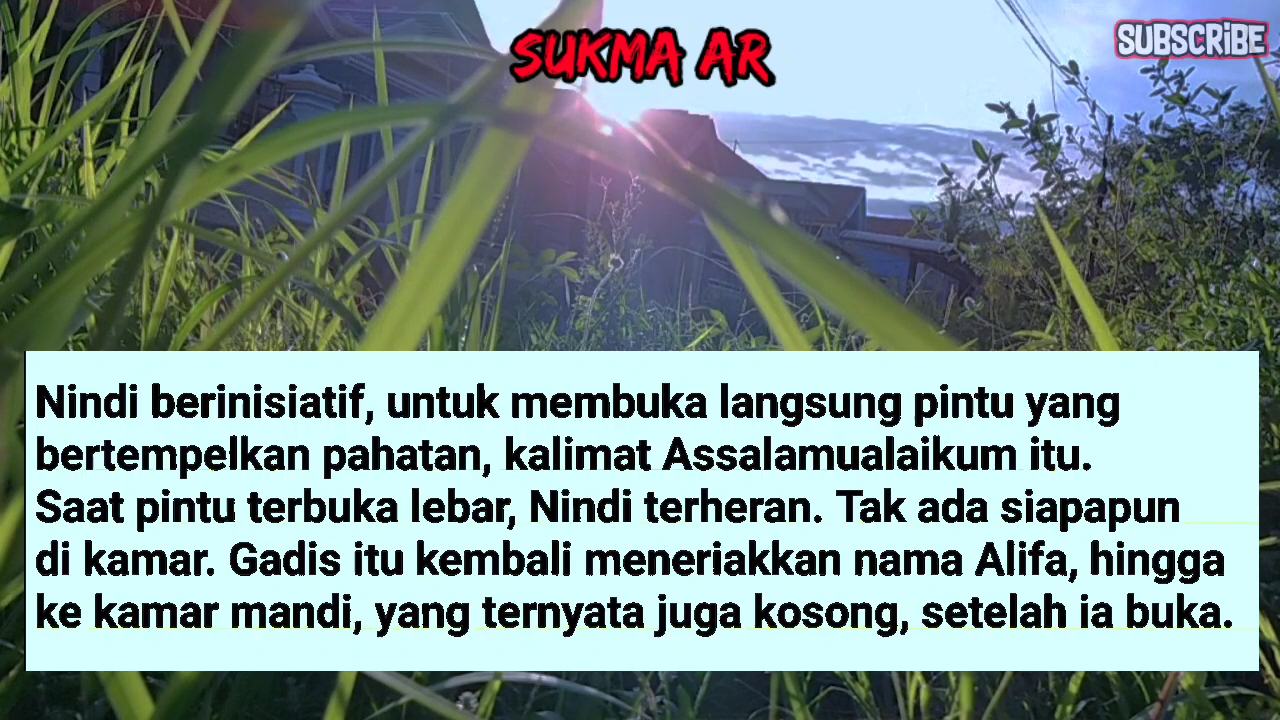 SUKMA AR
SUBSCRIBE
Nindi berinisiatif, untuk membuka langsung pintu yang
bertempelkan pahatan, kalimat Assalamualaikum itu.
Saat pintu terbuka lebar, Nindi terheran. Tak ada siapapun
di kamar. Gadis itu kembali meneriakkan nama Alifa, hingga
ke kamar mandi, yang ternyata juga kosong, setelah ia buka.